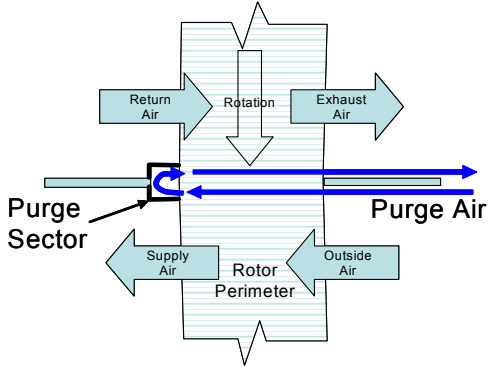 Return
Air
Rotation
Exhaust
Air
Purge
Sector
Purge Air
Supply
Air
Rotor
Perimeter
Outside
Air